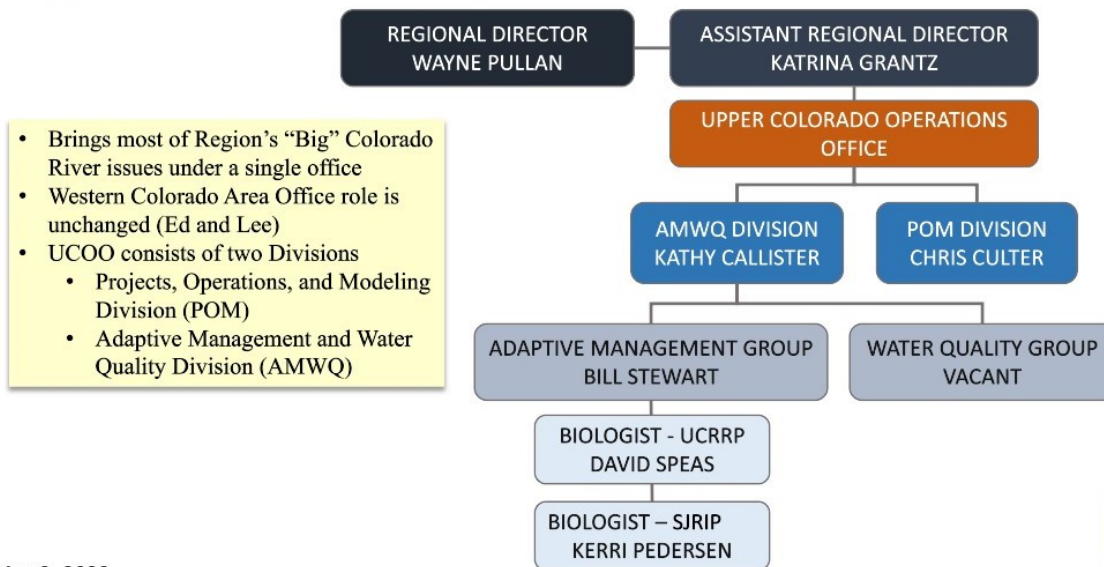 REGIONAL DIRECTOR
WAYNE PULLAN
ASSISTANT REGIONAL DIRECTOR
KATRINA GRANTZ
UPPER COLORADO OPERATIONS
OFFICE
• Brings most of Region’s “Big” Colorado
River issues under a single office
• Western Colorado Area Office role is
unchanged (Ed and Lee)
• UCOO consists of two Divisions
• Projects, Operations, and Modeling
Division (POM)
• Adaptive Management and Water
Quality Division (AMWQ)
AMWQ DIVISION
KATHY CALLISTER
POM DIVISION
CHRIS CULTER
ADAPTIVE MANAGEMENT GROUP
BILL STEWART
WATER QUALITY GROUP
VACANT
BIOLOGIST - UCRRP
DAVID SPEAS
BIOLOGIST – SJRIP
KERRI PEDERSEN